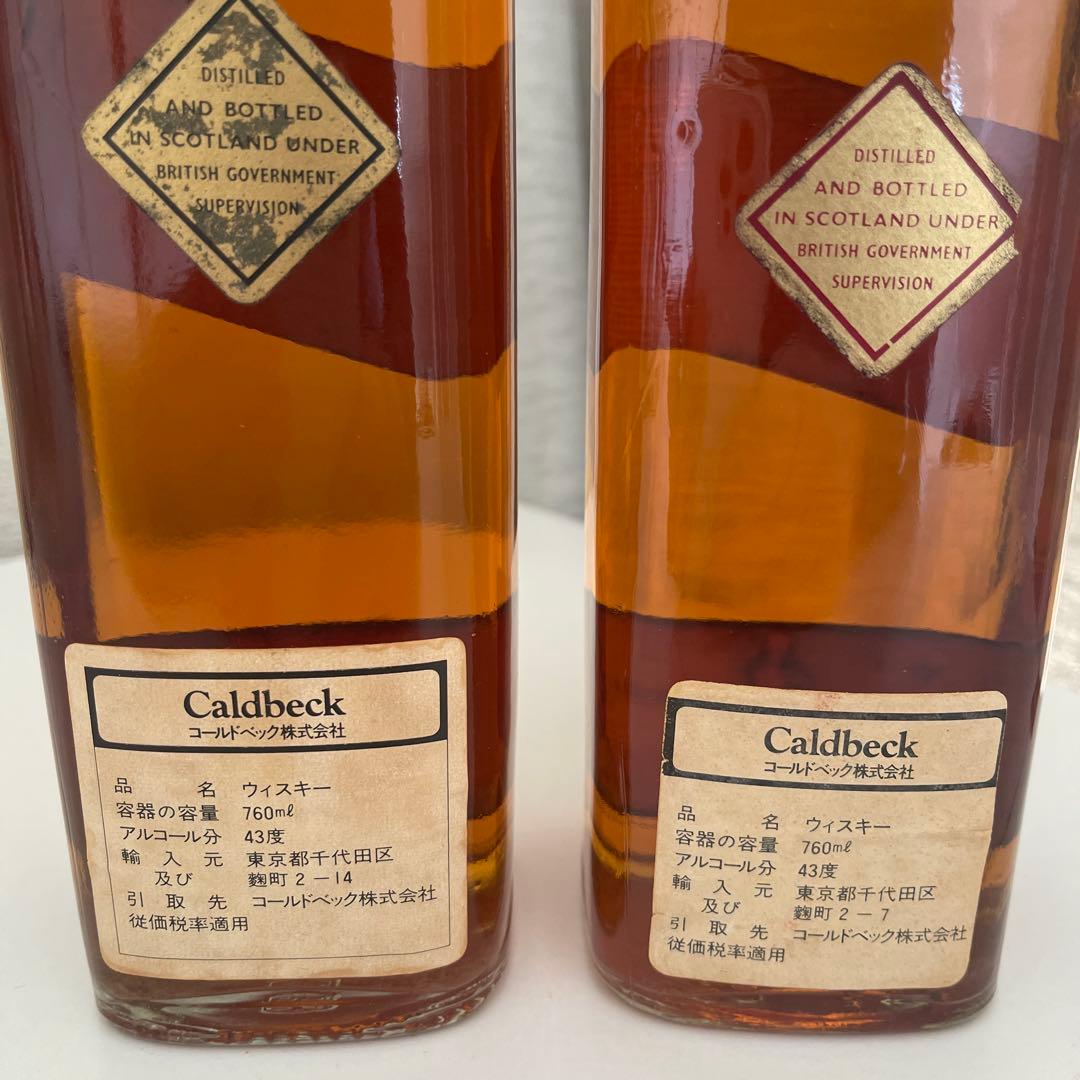 DISTILLED
AND BOTTLED
IN SCOTLAND UNDER
BRITISH GOVERNMENT
SUPERVISION
Caldbeck
コールドベック株式会社
品 名 ウィスキー
容器の容量 760ml
アルコール分 43度
輸入元 東京都千代田区
及び 麴町2-14
引取先 コールドベック株式会社
従価税率適用
DISTILLED
AND BOTTLED
IN SCOTLAND UNDER
BRITISH GOVERNMENT
SUPERVISION
Caldbeck
コールドベック株式会社
品 名 ウィスキー
容器の容量 760ml
アルコール分 43度
輸入元 東京都千代田区
及び 麴町2-7
引取先 コールドベック株式会社
従価税率適用